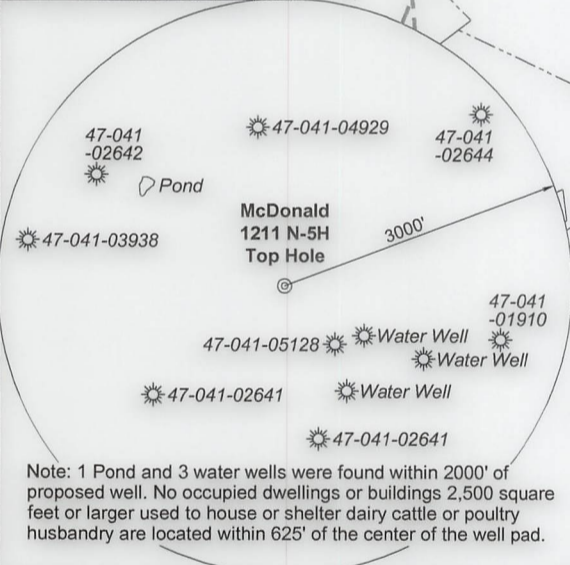 47-041-04929
47-041
-02642
47-041
-02644
Pond
McDonald
1211 N-5H
Top Hole
3000'
47-041-03938
47-041
-01910
47-041-05128
Water Well
Water Well
47-041-02641
Water Well
47-041-02641
Note: 1 Pond and 3 water wells were found within 2000' of
proposed well. No occupied dwellings or buildings 2,500 square
feet or larger used to house or shelter dairy cattle or poultry
husbandry are located within 625' of the center of the well pad.